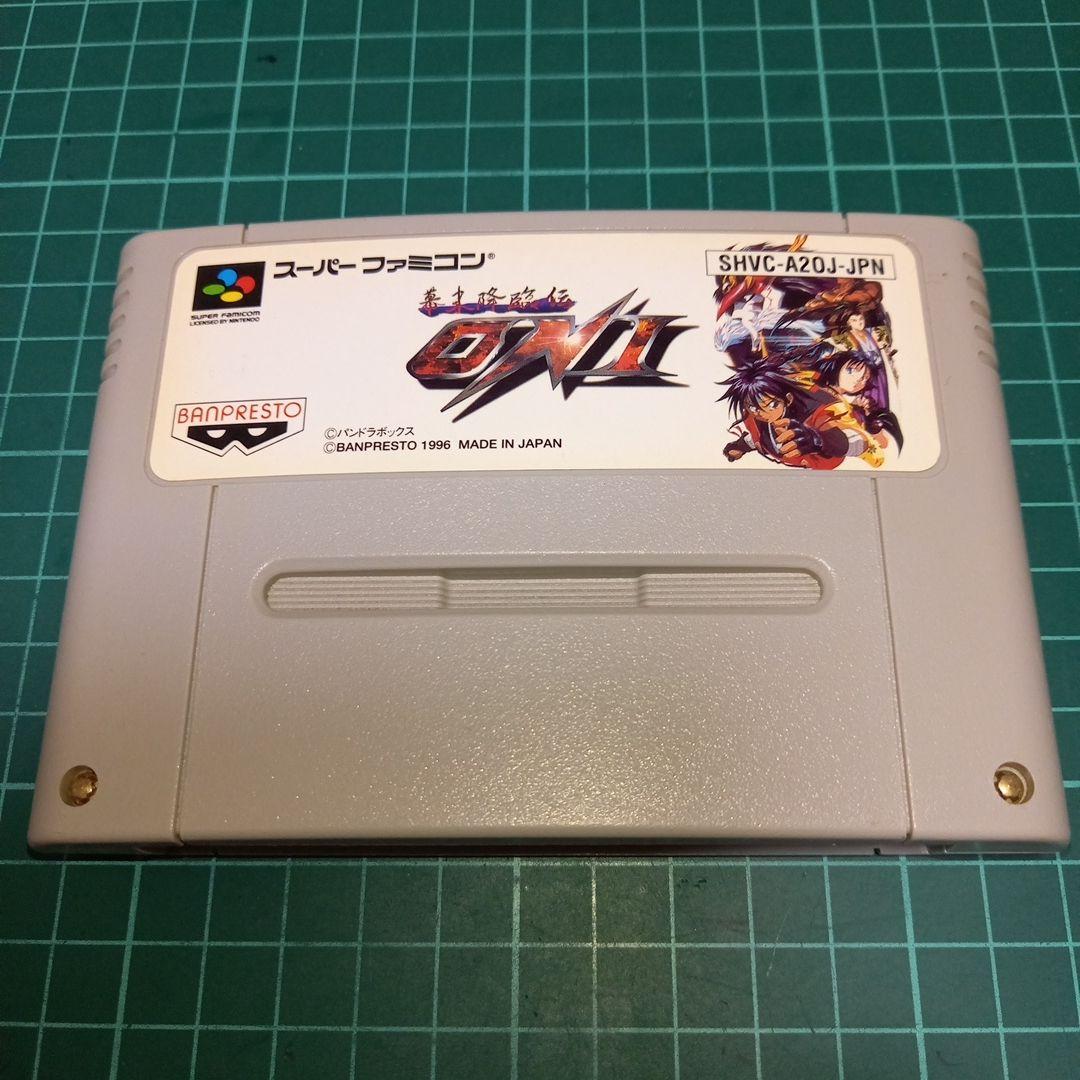 スーパーファミコン®
SUPER FAMICOM
LICENSED BY NINTENDO
SHVC-A2OJ-JPN
幕末降臨伝
ONI
BANPRESTO
©パンドラボックス
©BANPRESTO 1996 MADE IN JAPAN